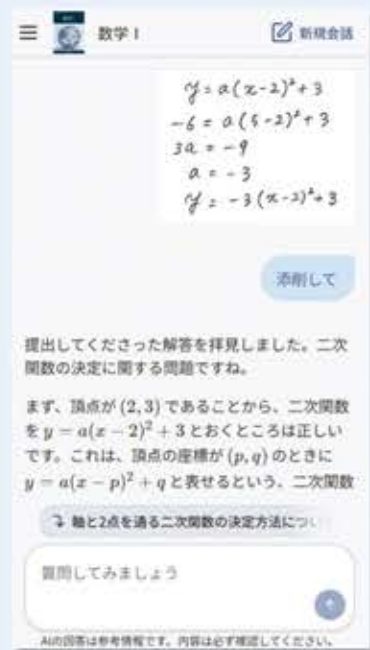 数学 I
新規会話
y = a(x-2)²+3
-6 = a(5-2)²+3
3a = -9
a = -3
y = -3(x-2)²+3
添削して
提出してくださった解答を拝見しました。二次
関数の決定に関する問題ですね。
まず、頂点が (2, 3) であることから、二次関数
を y = a(x − 2)² + 3 とおくところは正しい
です。これは、頂点の座標が (p, q) のときに
y = a(x − p)² + q と表せるという、二次関数
軸と2点を通る二次関数の決定方法につい
質問してみましょう
AIの回答は参考情報です。内容は必ず確認してください。